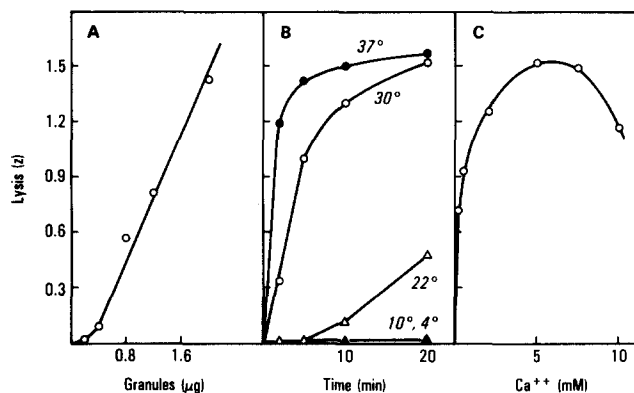 A
B
C
37°
30°
22°
10°, 4°
Lysis (z)
1.5
1.2
0.9
0.6
0.3
0.8
1.6
10
20
5
10
Granules (µg)
Time (min)
Ca++ (mM)